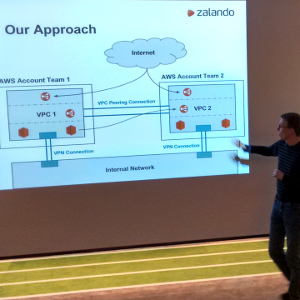 zalando
Our Approach
Internet
AWS Account Team 1
AWS Account Team 2
VPC Peering Connection
VPC 1
VPC 2
VPN Connection
VPN Connection
Internal Network